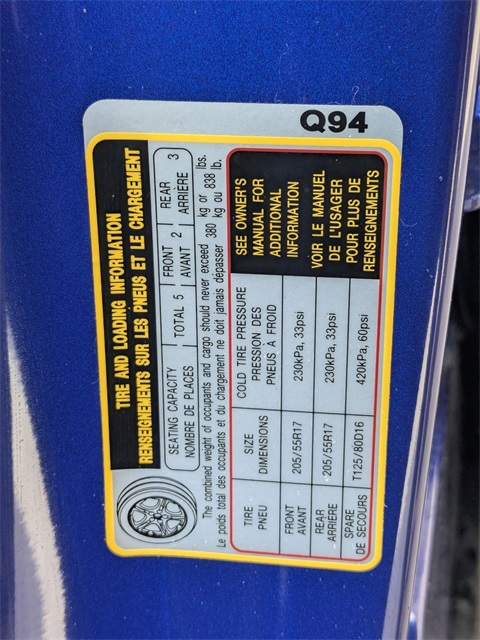 Q94
TIRE AND LOADING INFORMATION
RENSEIGNEMENTS SUR LES PNEUS ET LE CHARGEMENT
SEATING CAPACITY TOTAL 5 FRONT 2 REAR 3
NOMBRE DE PLACES AVANT ARRIÈRE
The combined weight of occupants and cargo should never exceed 380 kg or 838 lbs.
Le poids total des occupants et du chargement ne doit jamais dépasser 380 kg ou 838 lb.
TIRE SIZE COLD TIRE PRESSURE
PNEU DIMENSIONS PRESSION DES
PNEUS À FROID
FRONT 205/55R17 230kPa, 33psi
AVANT
REAR 205/55R17 230kPa, 33psi
ARRIÈRE
SPARE T125/80D16 420kPa, 60psi
DE SECOURS
SEE OWNER'S
MANUAL FOR
ADDITIONAL
INFORMATION
VOIR LE MANUEL
DE L'USAGER
POUR PLUS DE
RENSEIGNEMENTS